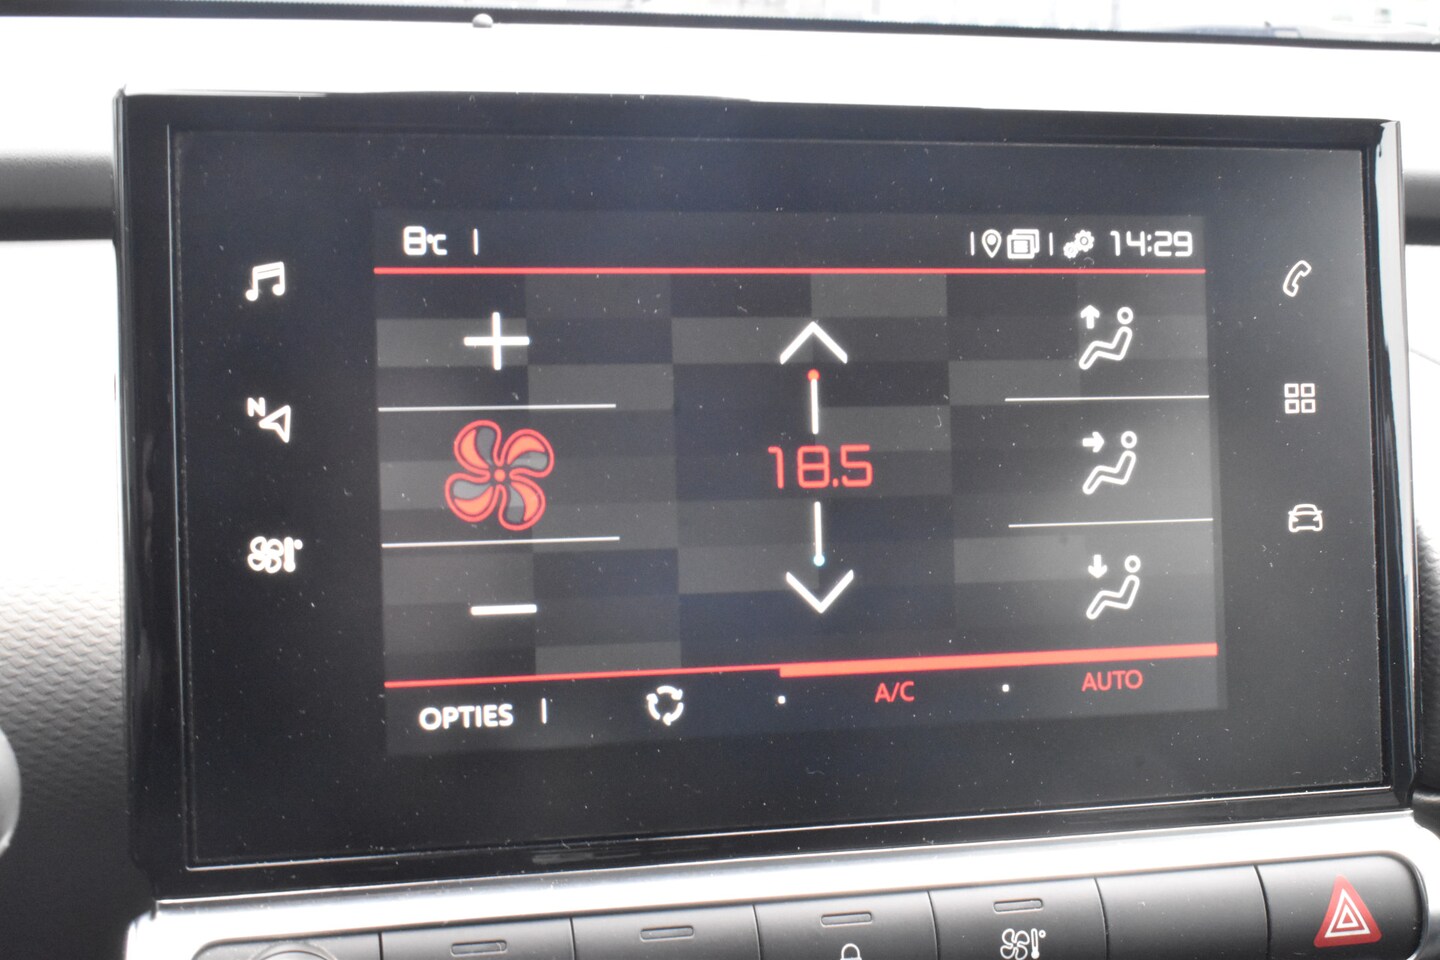 8°C
14:29
N
18.5
OPTIES
A/C
AUTO